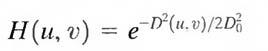 H(u, v) = e^{-D^2(u. v)/2D_0^2}